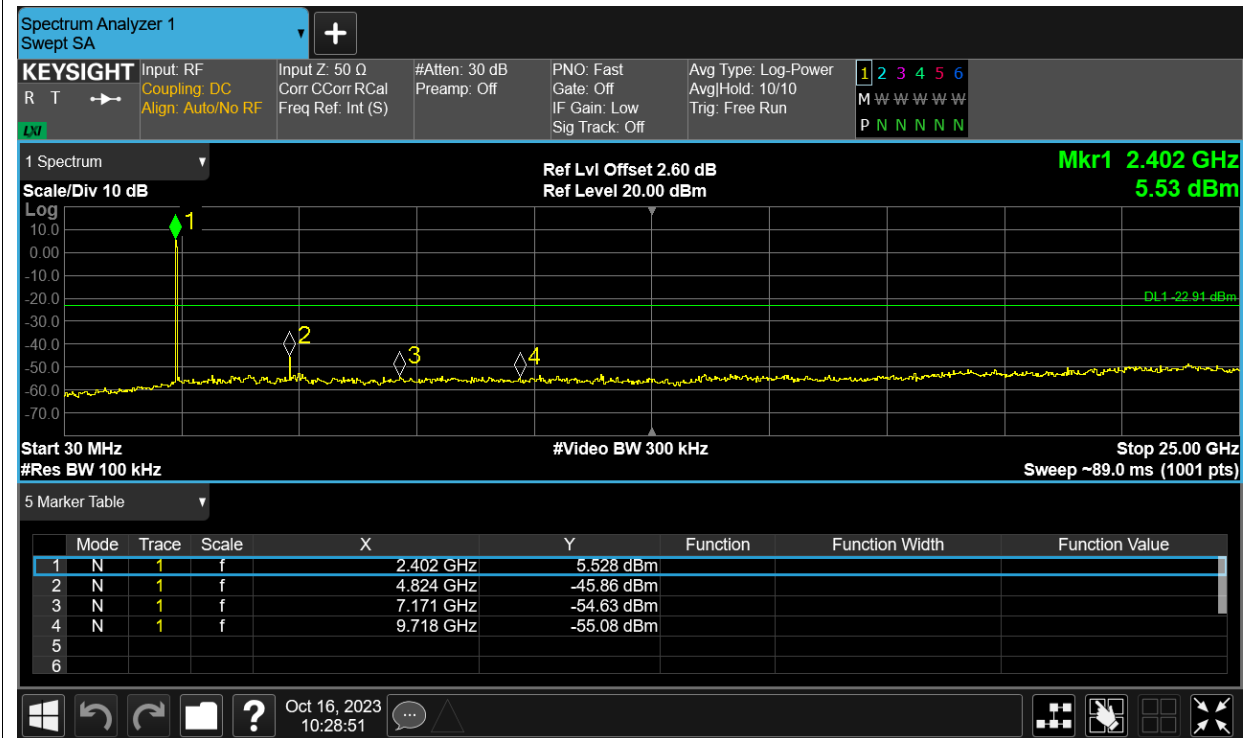 Spectrum Analyzer 1
Swept SA
KEYSIGHT
R T
LXI
Input: RF
Coupling: DC
Align: Auto/No RF
Input Z: 50 Ω
Corr CCorr RCal
Freq Ref: Int (S)
#Atten: 30 dB
Preamp: Off
PNO: Fast
Gate: Off
IF Gain: Low
Sig Track: Off
Avg Type: Log-Power
Avg|Hold: 10/10
Trig: Free Run
1 2 3 4 5 6
M W W W W W
P N N N N N
1 Spectrum
Scale/Div 10 dB
Ref Lvl Offset 2.60 dB
Ref Level 20.00 dBm
Mkr1 2.402 GHz
5.53 dBm
Log
10.0
0.00
-10.0
-20.0
-30.0
-40.0
-50.0
-60.0
-70.0
1
2
3
4
DL1 -22.91 dBm
Start 30 MHz
#Res BW 100 kHz
#Video BW 300 kHz
Stop 25.00 GHz
Sweep ~89.0 ms (1001 pts)
5 Marker Table
Mode Trace Scale X Y Function Function Width Function Value
1 N 1 f 2.402 GHz 5.528 dBm
2 N 1 f 4.824 GHz -45.86 dBm
3 N 1 f 7.171 GHz -54.63 dBm
4 N 1 f 9.718 GHz -55.08 dBm
5
6
?
Oct 16, 2023
10:28:51